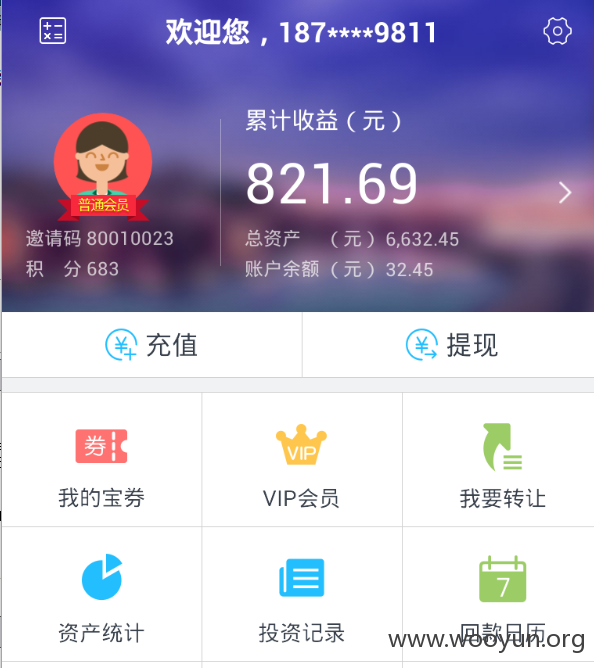 欢迎您，187****9811
累计收益（元）
821.69
普通会员
邀请码 80010023
总资产 （元）6,632.45
积 分 683
账户余额（元）32.45
充值
提现
券
VIP
我的宝券
VIP会员
我要转让
7
资产统计
投资记录
回款日历
www.wooyun.org